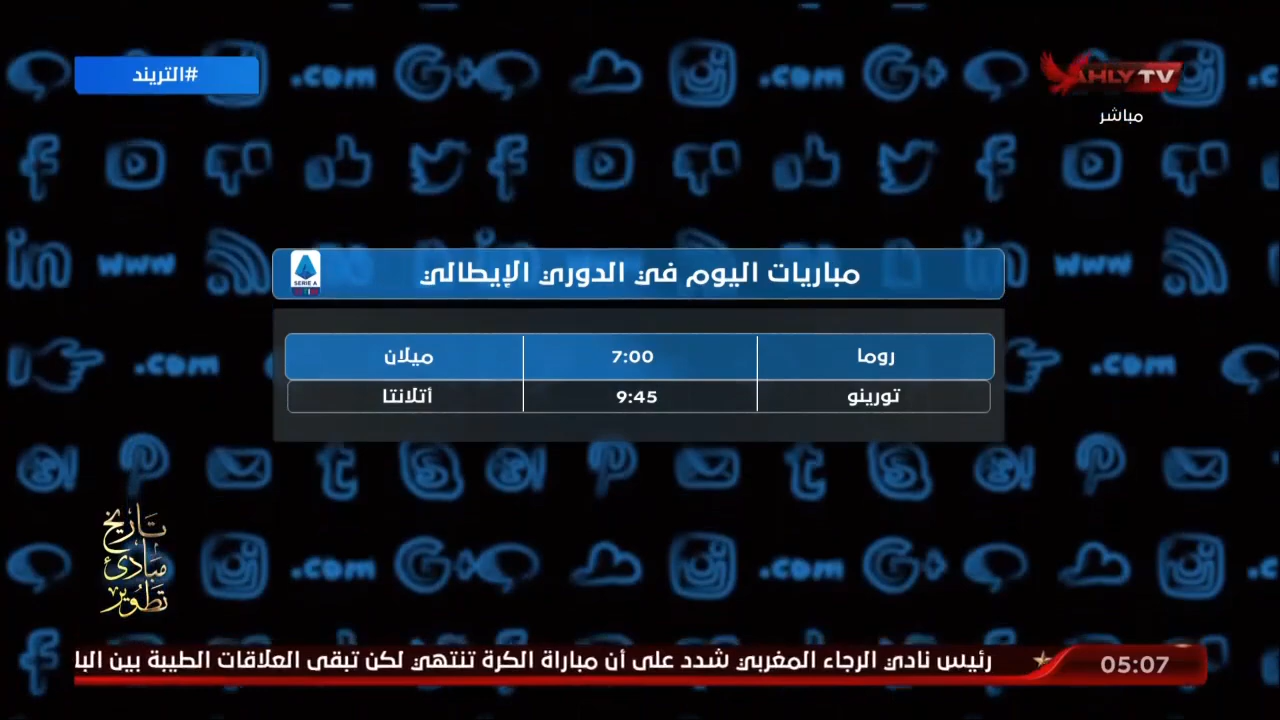 #التريند
AHLY TV
مباشر
مباريات اليوم في الدوري الإيطالي
SERIE A
روما 7:00 ميلان
تورينو 9:45 أتلانتا
تاريخ
مبادئ
تطوير
05:07 رئيس نادي الرجاء المغربي شدد على أن مباراة الكرة تنتهي لكن تبقى العلاقات الطيبة بين البا